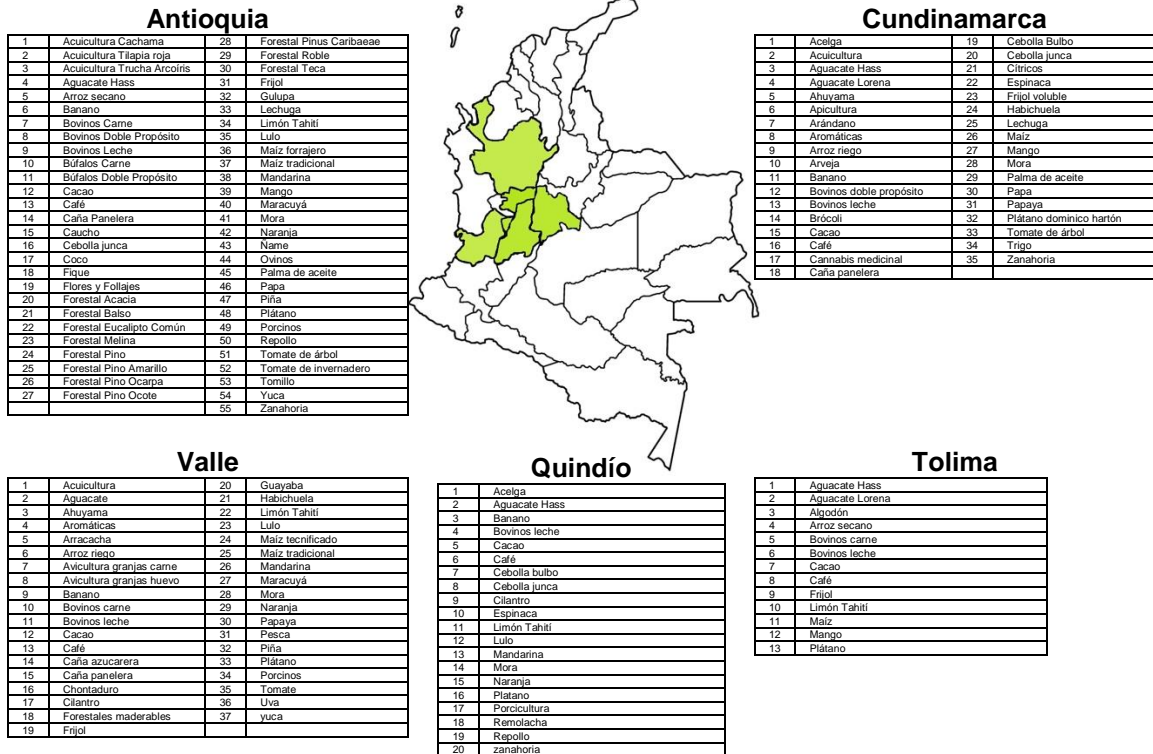 Antioquia
1 Acuicultura Cachama 28 Forestal Pinus Caribaeae
2 Acuicultura Tilapia roja 29 Forestal Roble
3 Acuicultura Trucha Arcoíris 30 Forestal Teca
4 Aguacate Hass 31 Frijol
5 Arroz secano 32 Gulupa
6 Banano 33 Lechuga
7 Bovinos Carne 34 Limón Tahití
8 Bovinos Doble Propósito 35 Lulo
9 Bovinos Leche 36 Maíz forrajero
10 Búfalos Carne 37 Maíz tradicional
11 Búfalos Doble Propósito 38 Mandarina
12 Cacao 39 Mango
13 Café 40 Maracuyá
14 Caña Panelera 41 Mora
15 Caucho 42 Naranja
16 Cebolla junca 43 Ñame
17 Coco 44 Ovinos
18 Fique 45 Palma de aceite
19 Flores y Follajes 46 Papa
20 Forestal Acacia 47 Piña
21 Forestal Balso 48 Plátano
22 Forestal Eucalipto Común 49 Porcinos
23 Forestal Melina 50 Repollo
24 Forestal Pino 51 Tomate de árbol
25 Forestal Pino Amarillo 52 Tomate de invernadero
26 Forestal Pino Ocarpa 53 Tomillo
27 Forestal Pino Ocote 54 Yuca
55 Zanahoria
Cundinamarca
1 Acelga 19 Cebolla Bulbo
2 Acuicultura 20 Cebolla junca
3 Aguacate Hass 21 Cítricos
4 Aguacate Lorena 22 Espinaca
5 Ahuyama 23 Frijol voluble
6 Apicultura 24 Habichuela
7 Arándano 25 Lechuga
8 Aromáticas 26 Maíz
9 Arroz riego 27 Mango
10 Arveja 28 Mora
11 Banano 29 Palma de aceite
12 Bovinos doble propósito 30 Papa
13 Bovinos leche 31 Papaya
14 Brócoli 32 Plátano dominico hartón
15 Cacao 33 Tomate de árbol
16 Café 34 Trigo
17 Cannabis medicinal 35 Zanahoria
18 Caña panelera
Valle
1 Acuicultura 20 Guayaba
2 Aguacate 21 Habichuela
3 Ahuyama 22 Limón Tahití
4 Aromáticas 23 Lulo
5 Arracacha 24 Maíz tecnificado
6 Arroz riego 25 Maíz tradicional
7 Avicultura granjas carne 26 Mandarina
8 Avicultura granjas huevo 27 Maracuyá
9 Banano 28 Mora
10 Bovinos carne 29 Naranja
11 Bovinos leche 30 Papaya
12 Cacao 31 Pesca
13 Café 32 Piña
14 Caña azucarera 33 Plátano
15 Caña panelera 34 Porcinos
16 Chontaduro 35 Tomate
17 Cilantro 36 Uva
18 Forestales maderables 37 yuca
19 Frijol
Quindío
1 Acelga
2 Aguacate Hass
3 Banano
4 Bovinos leche
5 Cacao
6 Café
7 Cebolla bulbo
8 Cebolla junca
9 Cilantro
10 Espinaca
11 Limón Tahití
12 Lulo
13 Mandarina
14 Mora
15 Naranja
16 Platano
17 Porcicultura
18 Remolacha
19 Repollo
20 zanahoria
Tolima
1 Aguacate Hass
2 Aguacate Lorena
3 Algodón
4 Arroz secano
5 Bovinos carne
6 Bovinos leche
7 Cacao
8 Café
9 Frijol
10 Limón Tahití
11 Maíz
12 Mango
13 Plátano